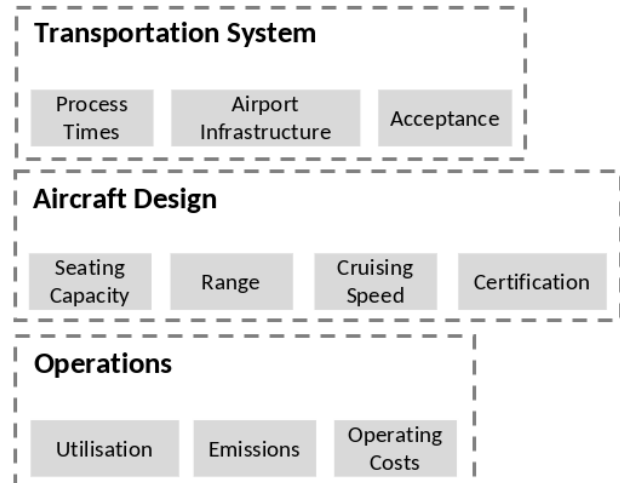 Transportation System
Process
Times
Airport
Infrastructure
Acceptance
Aircraft Design
Seating
Capacity
Range
Cruising
Speed
Certification
Operations
Utilisation
Emissions
Operating
Costs